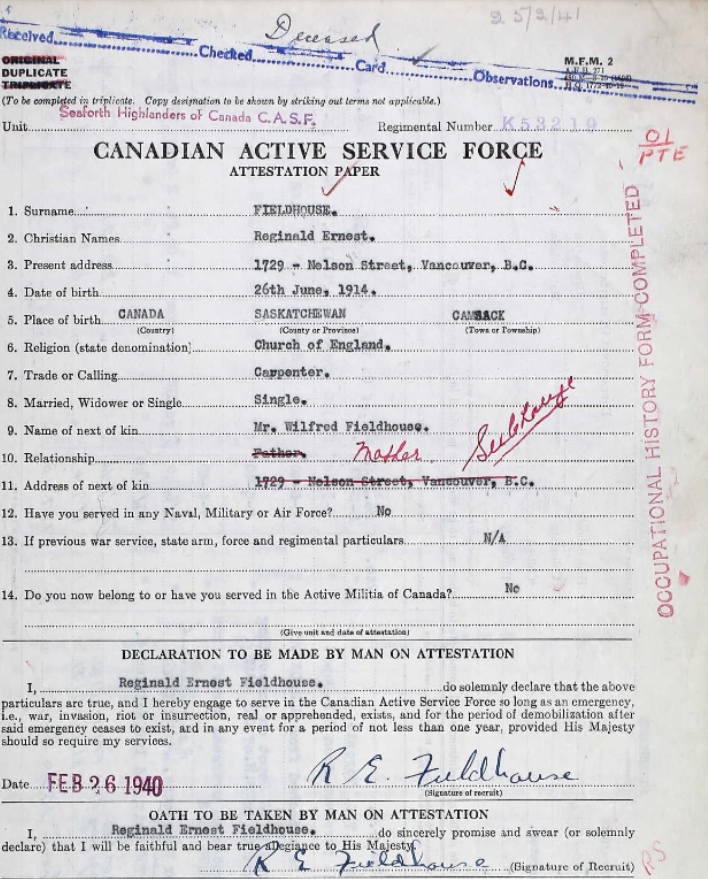 Deceased
25/2/41
Received Checked Card Observations
ORIGINAL
DUPLICATE
TRIPLICATE
M.F.M. 2
(To be completed in triplicate. Copy designation to be shown by striking out terms not applicable.)
Unit Seaforth Highlanders of Canada C.A.S.F. Regimental Number K53219
O1
PTE
CANADIAN ACTIVE SERVICE FORCE
ATTESTATION PAPER
1. Surname FIELDHOUSE.
2. Christian Names Reginald Ernest.
3. Present address 1729 - Nelson Street, Vancouver, B.C.
4. Date of birth 26th June, 1914.
5. Place of birth CANADA SASKATCHEWAN CAMSACK
(Country) (County or Province) (Town or Township)
6. Religion (state denomination) Church of England.
7. Trade or Calling Carpenter.
8. Married, Widower or Single Single.
9. Name of next of kin Mr. Wilfred Fieldhouse.
10. Relationship Father. Mother
11. Address of next of kin 1729 - Nelson Street, Vancouver, B.C.
12. Have you served in any Naval, Military or Air Force? No
13. If previous war service, state arm, force and regimental particulars N/A
14. Do you now belong to or have you served in the Active Militia of Canada? No
(Give unit and date of attestation)
OCCUPATIONAL HISTORY FORM COMPLETED
DECLARATION TO BE MADE BY MAN ON ATTESTATION
I, Reginald Ernest Fieldhouse. do solemnly declare that the above
particulars are true, and I hereby engage to serve in the Canadian Active Service Force so long as an emergency,
i.e., war, invasion, riot or insurrection, real or apprehended, exists, and for the period of demobilization after
said emergency ceases to exist, and in any event for a period of not less than one year, provided His Majesty
should so require my services.
Date FEB 26 1940 R E. Fieldhouse
(Signature of recruit)
OATH TO BE TAKEN BY MAN ON ATTESTATION
I, Reginald Ernest Fieldhouse. do sincerely promise and swear (or solemnly
declare) that I will be faithful and bear true allegiance to His Majesty.
R E Fieldhouse (Signature of Recruit)
RS